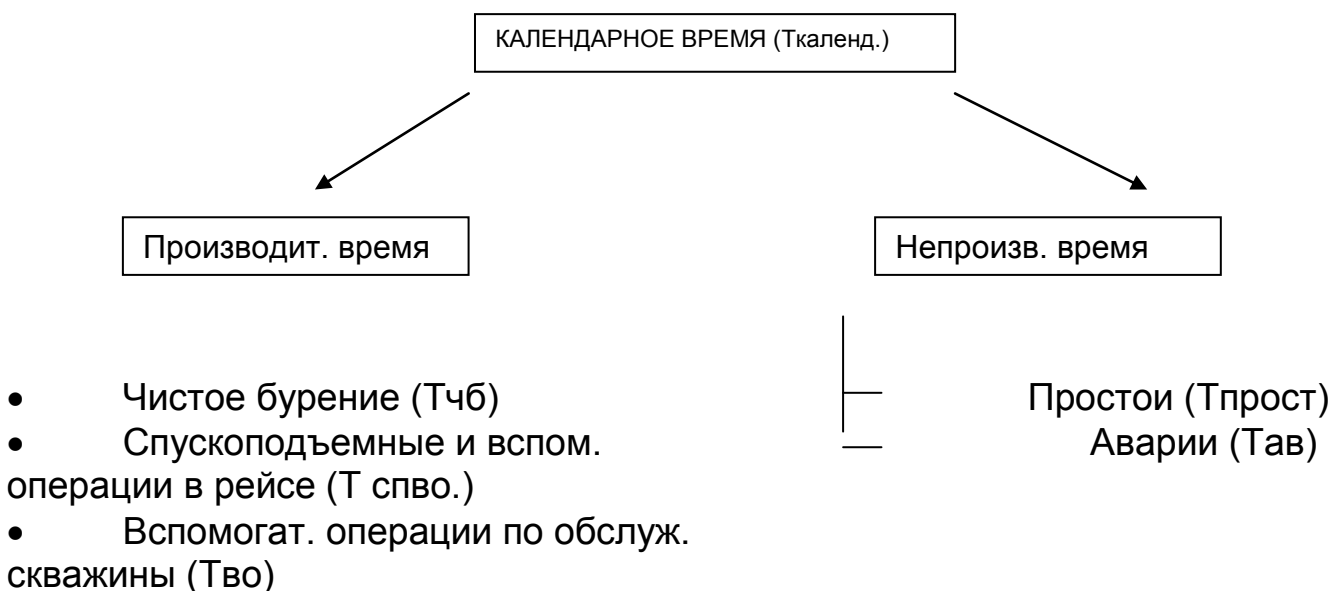 КАЛЕНДАРНОЕ ВРЕМЯ (Ткаленд.)
Производит. время
Непроизв. время
• Чистое бурение (Тчб)
• Спускоподъемные и вспом.
операции в рейсе (Т спво.)
• Вспомогат. операции по обслуж.
скважины (Тво)
Простои (Тпрост)
Аварии (Тав)